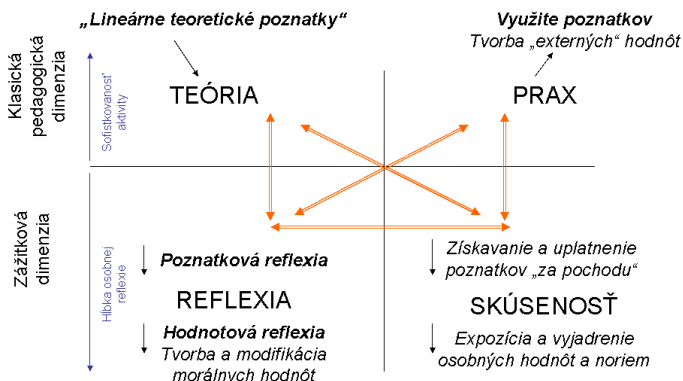 „Lineárne teoretické poznatky“
Využite poznatkov
Tvorba „externých“ hodnôt
Klasická
pedagogická
dimenzia
Sofistkovanosť
aktivity
TEÓRIA
PRAX
Zážitková
dimenzia
Hĺbka osobnej
reflexie
Poznatková reflexia
REFLEXIA
Hodnotová reflexia
Tvorba a modifikácia
morálnych hodnôt
Získavanie a uplatnenie
poznatkov „za pochodu“
SKÚSENOSŤ
Expozícia a vyjadrenie
osobných hodnôt a noriem